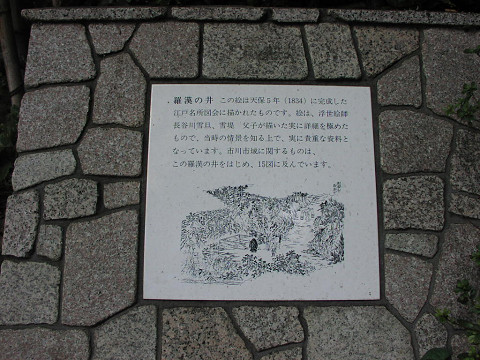 羅漢の井 この絵は天保5年（1834）に完成した
江戸名所図会に描かれたものです。絵は、浮世絵師
長谷川雪旦、雪堤 父子が描いた実に詳細を極めた
もので、当時の情景を知る上で、実に貴重な資料と
なっています。市川市域に関するものは、
この羅漢の井をはじめ、15図に及んでいます。